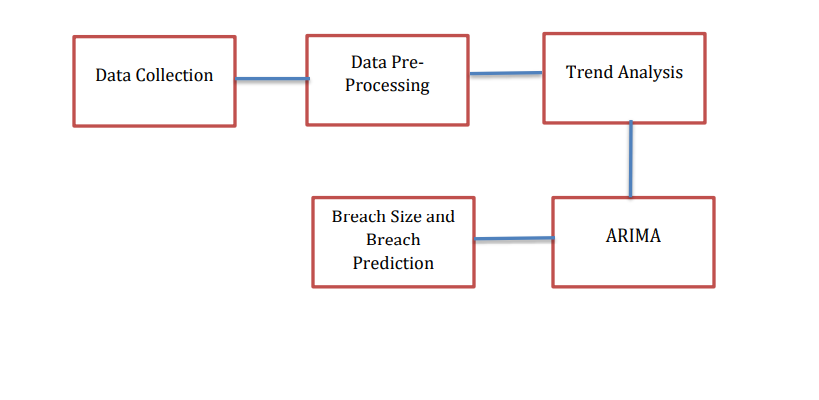 Data Collection
Data Pre-
Processing
Trend Analysis
ARIMA
Breach Size and
Breach
Prediction